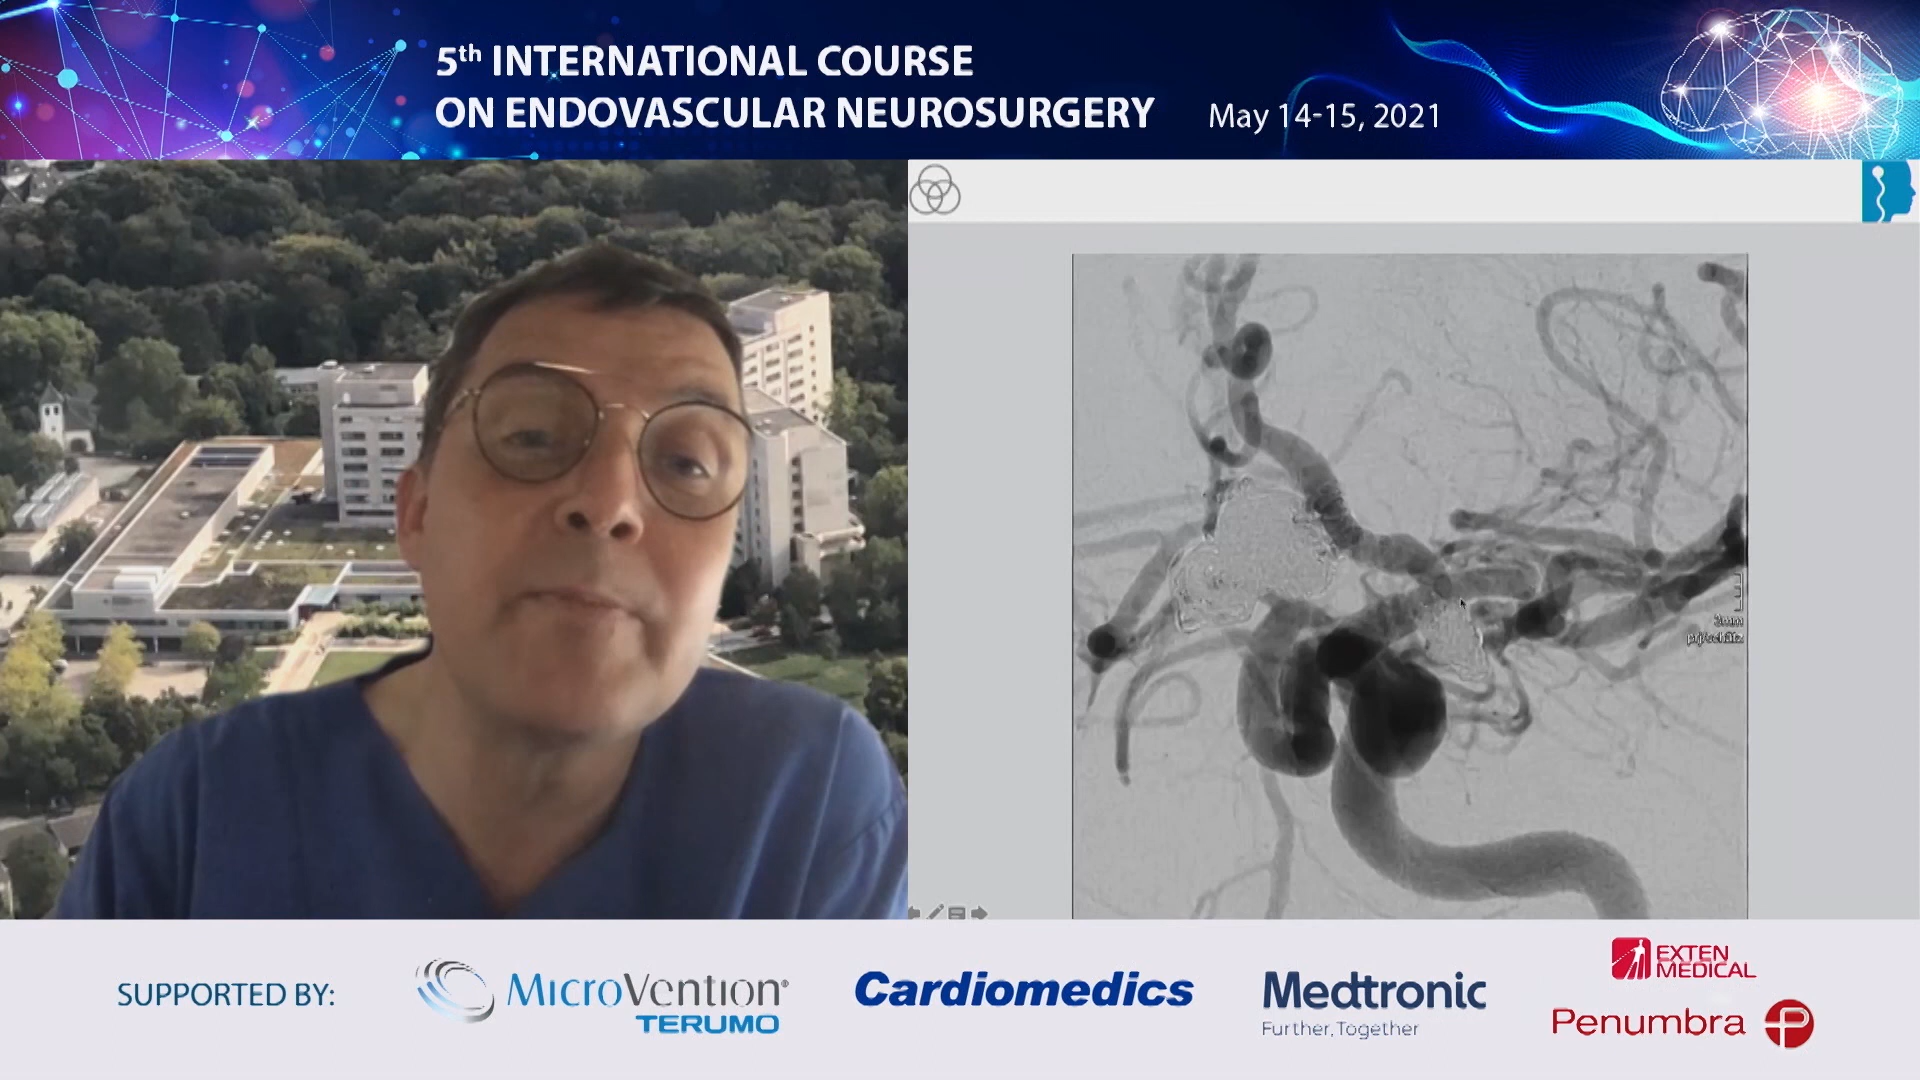 5th INTERNATIONAL COURSE
ON ENDOVASCULAR NEUROSURGERY May 14-15, 2021
3mm
SUPPORTED BY:
MicroVention®
TERUMO
Cardiomedics
Medtronic
Further, Together
EXTEN
MEDICAL
Penumbra P